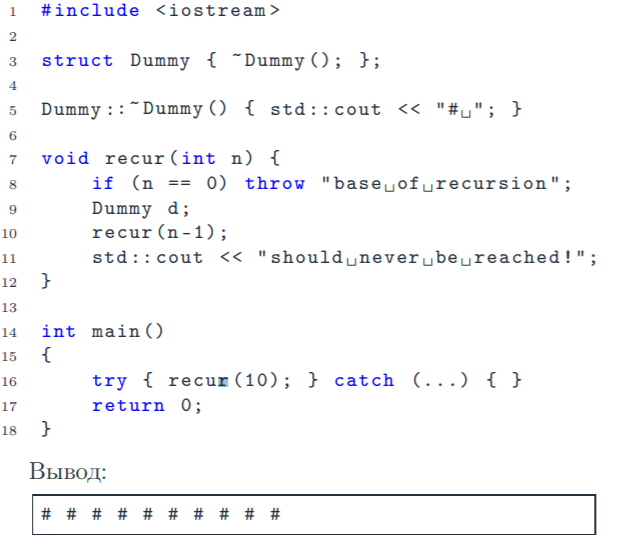 1 #include <iostream>
2
3 struct Dummy { ~Dummy(); };
4
5 Dummy::~Dummy() { std::cout << "#␣"; }
6
7 void recur(int n) {
8     if (n == 0) throw "base␣of␣recursion";
9     Dummy d;
10     recur(n-1);
11     std::cout << "should␣never␣be␣reached!";
12 }
13
14 int main()
15 {
16     try { recur(10); } catch (...) { }
17     return 0;
18 }
Вывод:
# # # # # # # # # #